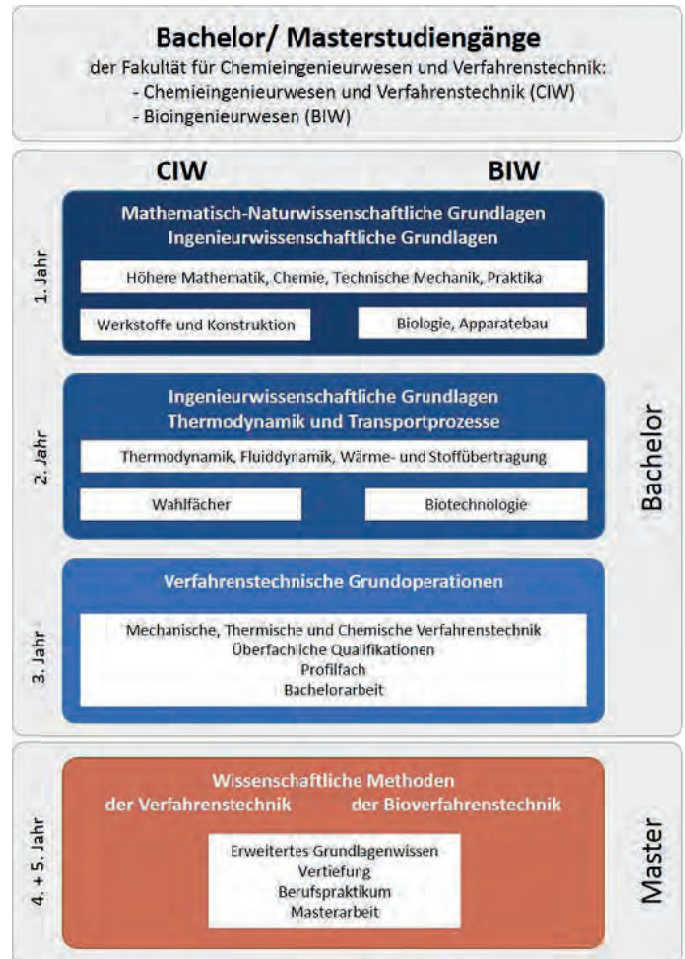 Bachelor/ Masterstudiengänge
der Fakultät für Chemieingenieurwesen und Verfahrenstechnik:
- Chemieingenieurwesen und Verfahrenstechnik (CIW)
- Bioingenieurwesen (BIW)
CIW
BIW
1. Jahr
Mathematisch-Naturwissenschaftliche Grundlagen
Ingenieurwissenschaftliche Grundlagen
Höhere Mathematik, Chemie, Technische Mechanik, Praktika
Werkstoffe und Konstruktion
Biologie, Apparatebau
2. Jahr
Ingenieurwissenschaftliche Grundlagen
Thermodynamik und Transportprozesse
Thermodynamik, Fluiddynamik, Wärme- und Stoffübertragung
Wahlfächer
Biotechnologie
Bachelor
3. Jahr
Verfahrenstechnische Grundoperationen
Mechanische, Thermische und Chemische Verfahrenstechnik
Überfachliche Qualifikationen
Profilfach
Bachelorarbeit
4. + 5. Jahr
Wissenschaftliche Methoden
der Verfahrenstechnik
der Bioverfahrenstechnik
Erweitertes Grundlagenwissen
Vertiefung
Berufspraktikum
Masterarbeit
Master